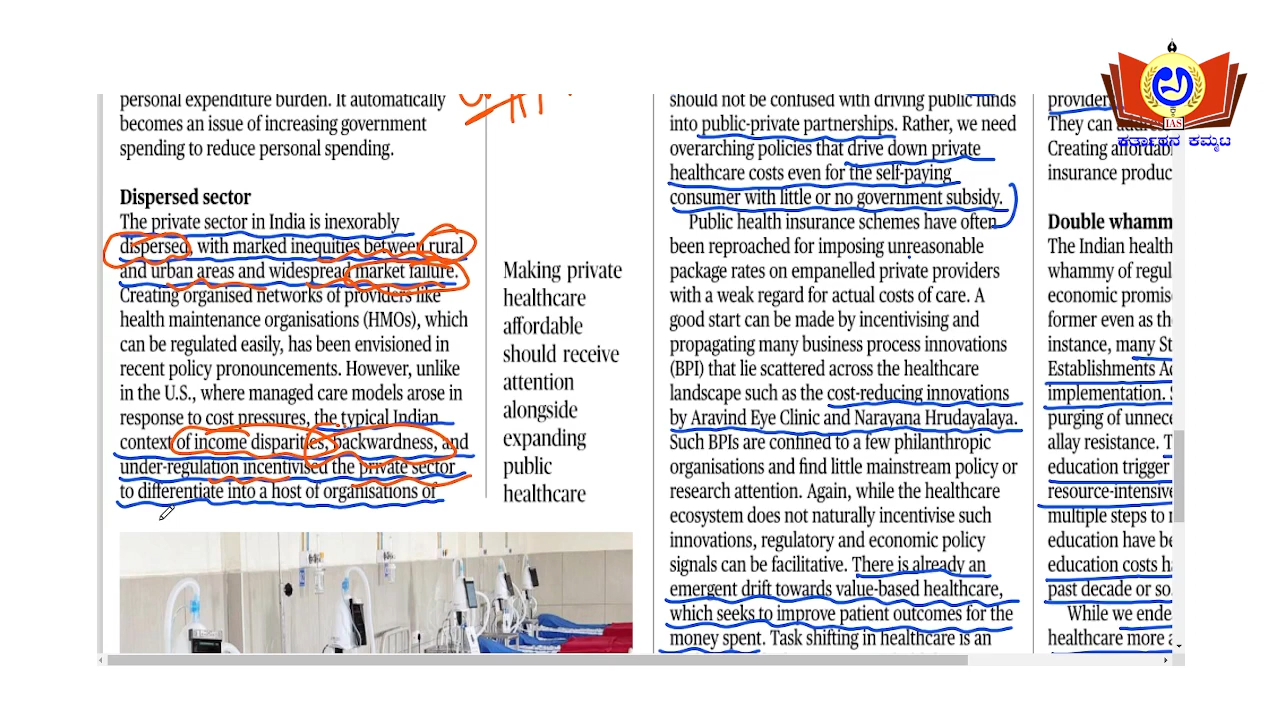 personal expenditure burden. It automatically
becomes an issue of increasing government
spending to reduce personal spending.
Dispersed sector
The private sector in India is inexorably
dispersed, with marked inequities between rural
and urban areas and widespread market failure.
Creating organised networks of providers like
health maintenance organisations (HMOs), which
can be regulated easily, has been envisioned in
recent policy pronouncements. However, unlike
in the U.S., where managed care models arose in
response to cost pressures, the typical Indian
context of income disparities, backwardness, and
under-regulation incentivised the private sector
to differentiate into a host of organisations of
Making private
healthcare
affordable
should receive
attention
alongside
expanding
public
healthcare
should not be confused with driving public funds
into public-private partnerships. Rather, we need
overarching policies that drive down private
healthcare costs even for the self-paying
consumer with little or no government subsidy.
Public health insurance schemes have often
been reproached for imposing unreasonable
package rates on empanelled private providers
with a weak regard for actual costs of care. A
good start can be made by incentivising and
propagating many business process innovations
(BPI) that lie scattered across the healthcare
landscape such as the cost-reducing innovations
by Aravind Eye Clinic and Narayana Hrudayalaya.
Such BPIs are confined to a few philanthropic
organisations and find little mainstream policy or
research attention. Again, while the healthcare
ecosystem does not naturally incentivise such
innovations, regulatory and economic policy
signals can be facilitative. There is already an
emergent drift towards value-based healthcare,
which seeks to improve patient outcomes for the
money spent. Task shifting in healthcare is an
provider
They can
Creating affordab
insurance produc
Double whamm
The Indian health
whammy of regul
economic promis
former even as th
instance, many St
Establishments Ac
implementation. S
purging of unnece
allay resistance. T
education trigger
resource-intensive
multiple steps to r
education have be
education costs ha
past decade or so.
While we ende
healthcare more a
IAS
ಕರ್ತಾರನ ಕಮ್ಮಟ